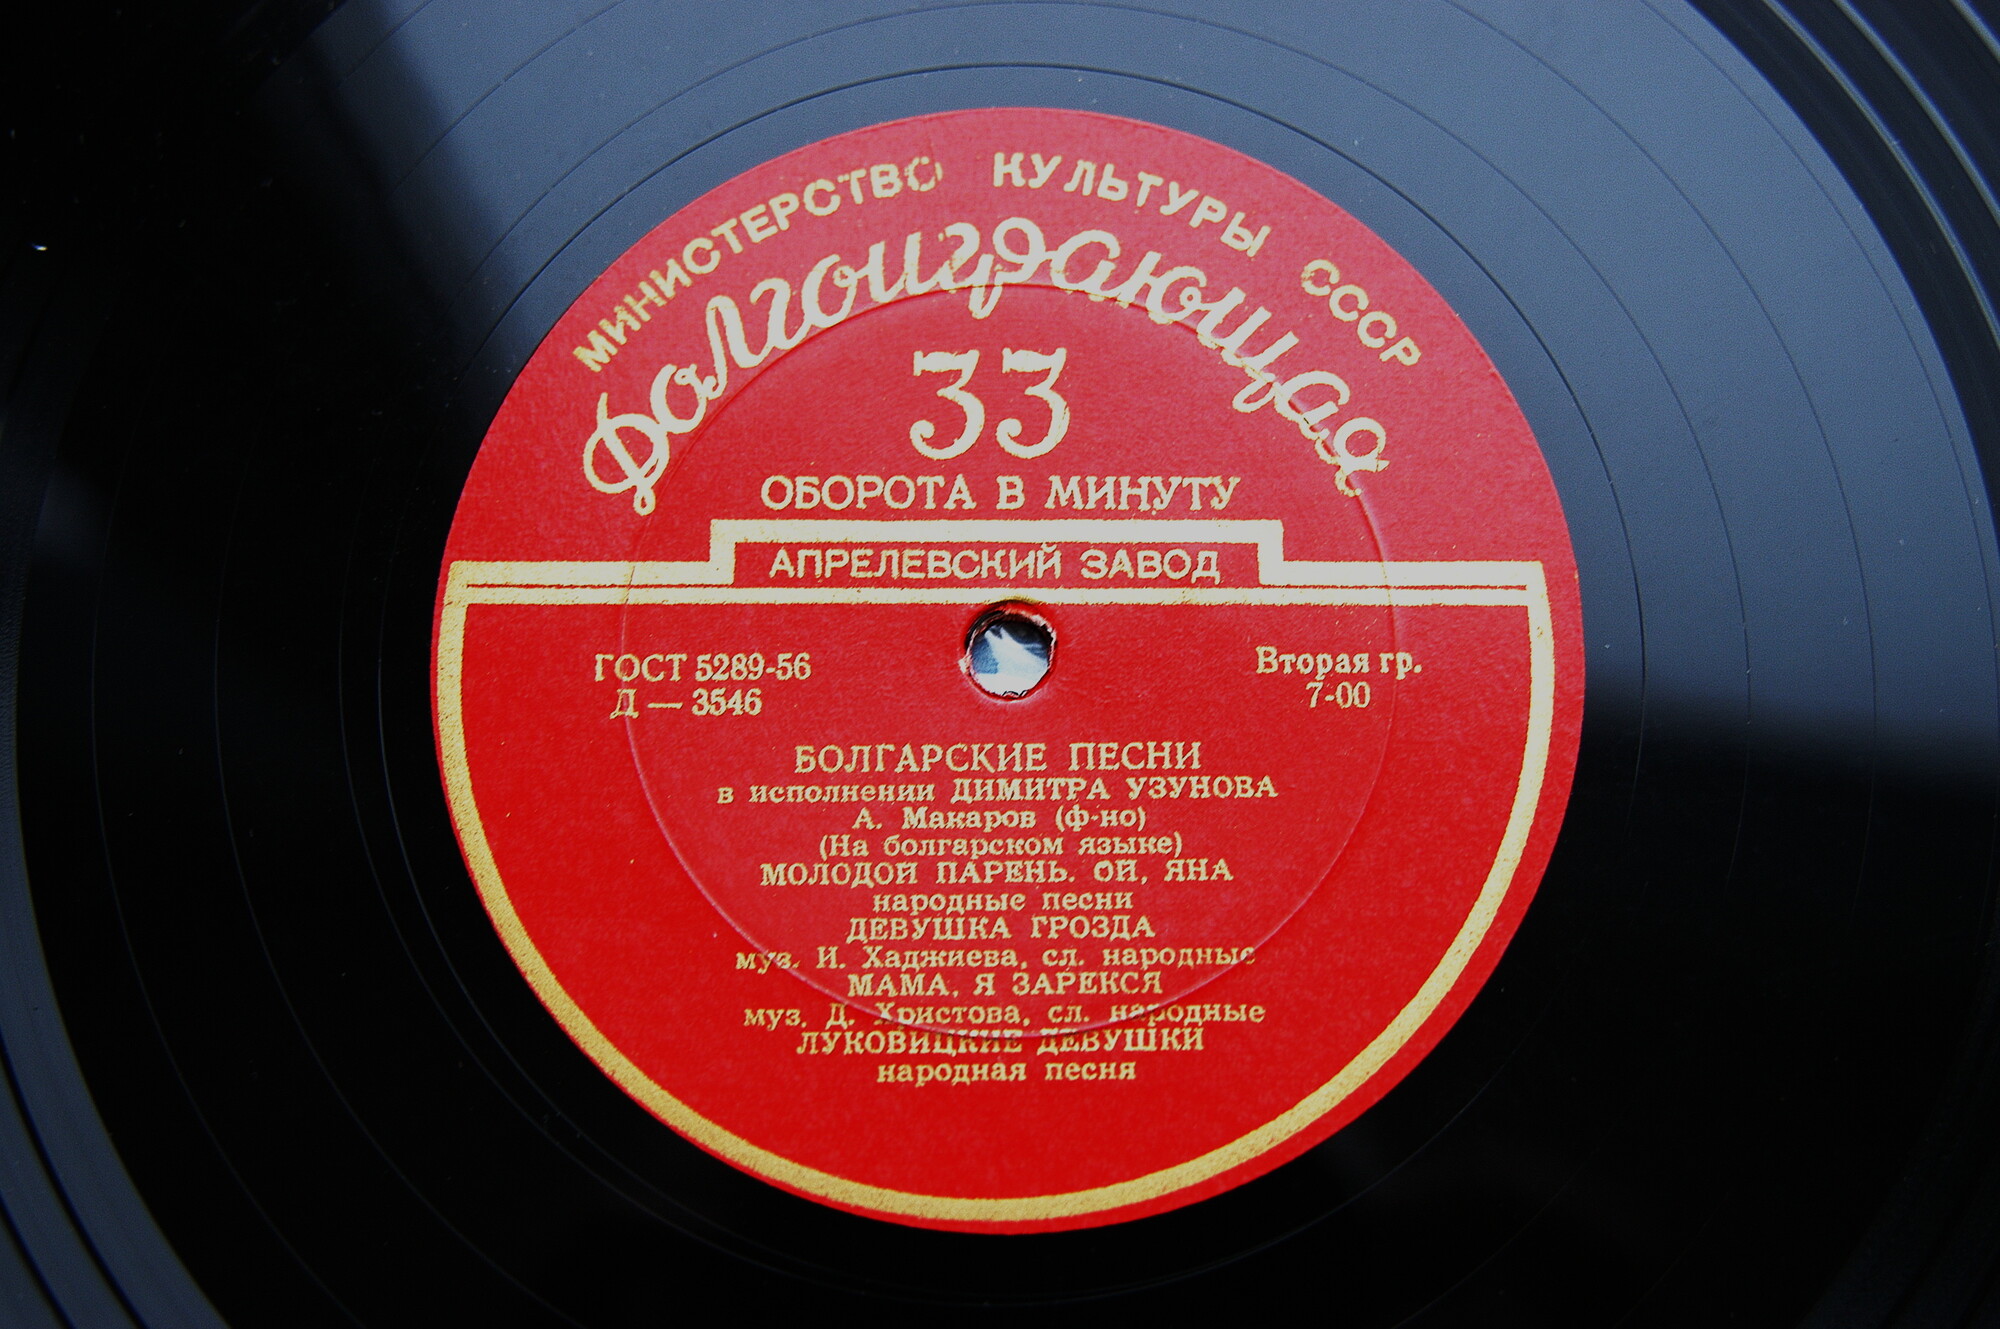 МИНИСТЕРСТВО КУЛЬТУРЫ СССР
Долгоиграющая
33
ОБОРОТА В МИНУТУ
АПРЕЛЕВСКИЙ ЗАВОД
ГОСТ 5289-56
Д — 3546
Вторая гр.
7-00
БОЛГАРСКИЕ ПЕСНИ
в исполнении ДИМИТРА УЗУНОВА
А. Макаров (ф-но)
(На болгарском языке)
МОЛОДОЙ ПАРЕНЬ. ОЙ, ЯНА
народные песни
ДЕВУШКА ГРОЗДА
муз. И. Хаджиева, сл. народные
МАМА, Я ЗАРЕКСЯ
муз. Д. Христова, сл. народные
ЛУКОВИЦКИЕ ДЕВУШКИ
народная песня